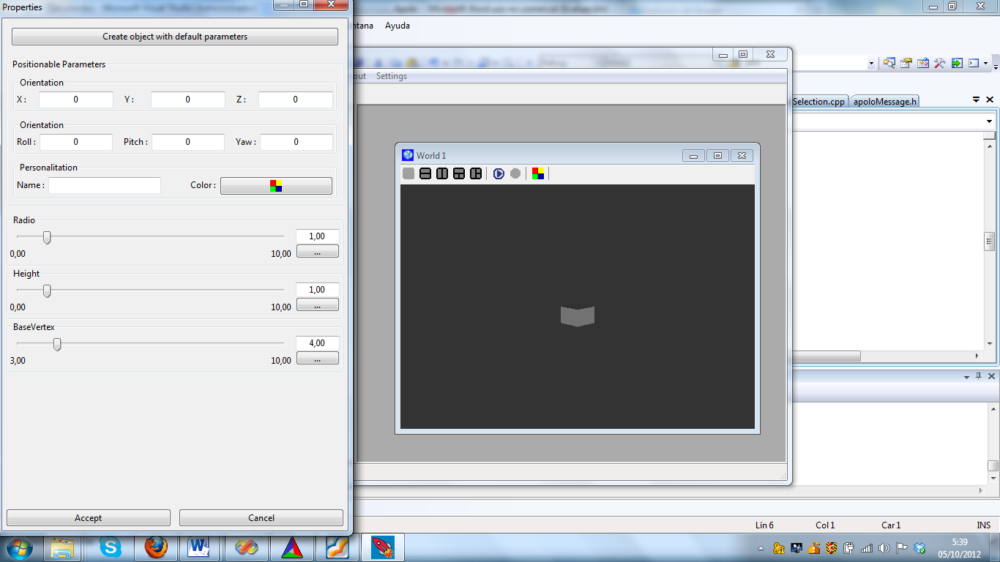 Properties
Create object with default parameters
Positionable Parameters
Orientation
X : 0 Y : 0 Z : 0
Orientation
Roll : 0 Pitch : 0 Yaw : 0
Personalitation
Name : Color :
Radio
1,00
0,00 10,00 ...
Height
1,00
0,00 10,00 ...
BaseVertex
4,00
3,00 10,00 ...
Accept Cancel
ntana Ayuda
out Settings
World 1
Selection.cpp apoloMessage.h
Lín 6 Col 1 Car 1 INS
5:39
05/10/2012